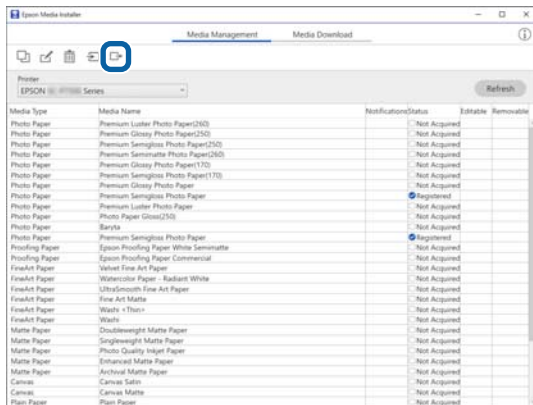 Epson Media Installer
Media Management Media Download
Printer
EPSON Series
Refresh
Media Type Media Name Notifications Status Editable Removable
Photo Paper Premium Luster Photo Paper(260) Not Acquired
Photo Paper Premium Glossy Photo Paper(250) Not Acquired
Photo Paper Premium Semigloss Photo Paper(250) Not Acquired
Photo Paper Premium Semimatte Photo Paper(260) Not Acquired
Photo Paper Premium Glossy Photo Paper(170) Not Acquired
Photo Paper Premium Semigloss Photo Paper(170) Not Acquired
Photo Paper Premium Glossy Photo Paper Not Acquired
Photo Paper Premium Semigloss Photo Paper Registered
Photo Paper Premium Luster Photo Paper Not Acquired
Photo Paper Photo Paper Gloss(250) Not Acquired
Photo Paper Baryta Not Acquired
Photo Paper Premium Semigloss Photo Paper Registered
Proofing Paper Epson Proofing Paper White Semimatte Not Acquired
Proofing Paper Epson Proofing Paper Commercial Not Acquired
FineArt Paper Velvet Fine Art Paper Not Acquired
FineArt Paper Watercolor Paper - Radiant White Not Acquired
FineArt Paper UltraSmooth Fine Art Paper Not Acquired
FineArt Paper Fine Art Matte Not Acquired
FineArt Paper Washi <Thin> Not Acquired
FineArt Paper Washi Not Acquired
Matte Paper Doubleweight Matte Paper Not Acquired
Matte Paper Singleweight Matte Paper Not Acquired
Matte Paper Photo Quality Inkjet Paper Not Acquired
Matte Paper Enhanced Matte Paper Not Acquired
Matte Paper Archival Matte Paper Not Acquired
Canvas Canvas Satin Not Acquired
Canvas Canvas Matte Not Acquired
Plain Paper Plain Paper Not Acquired